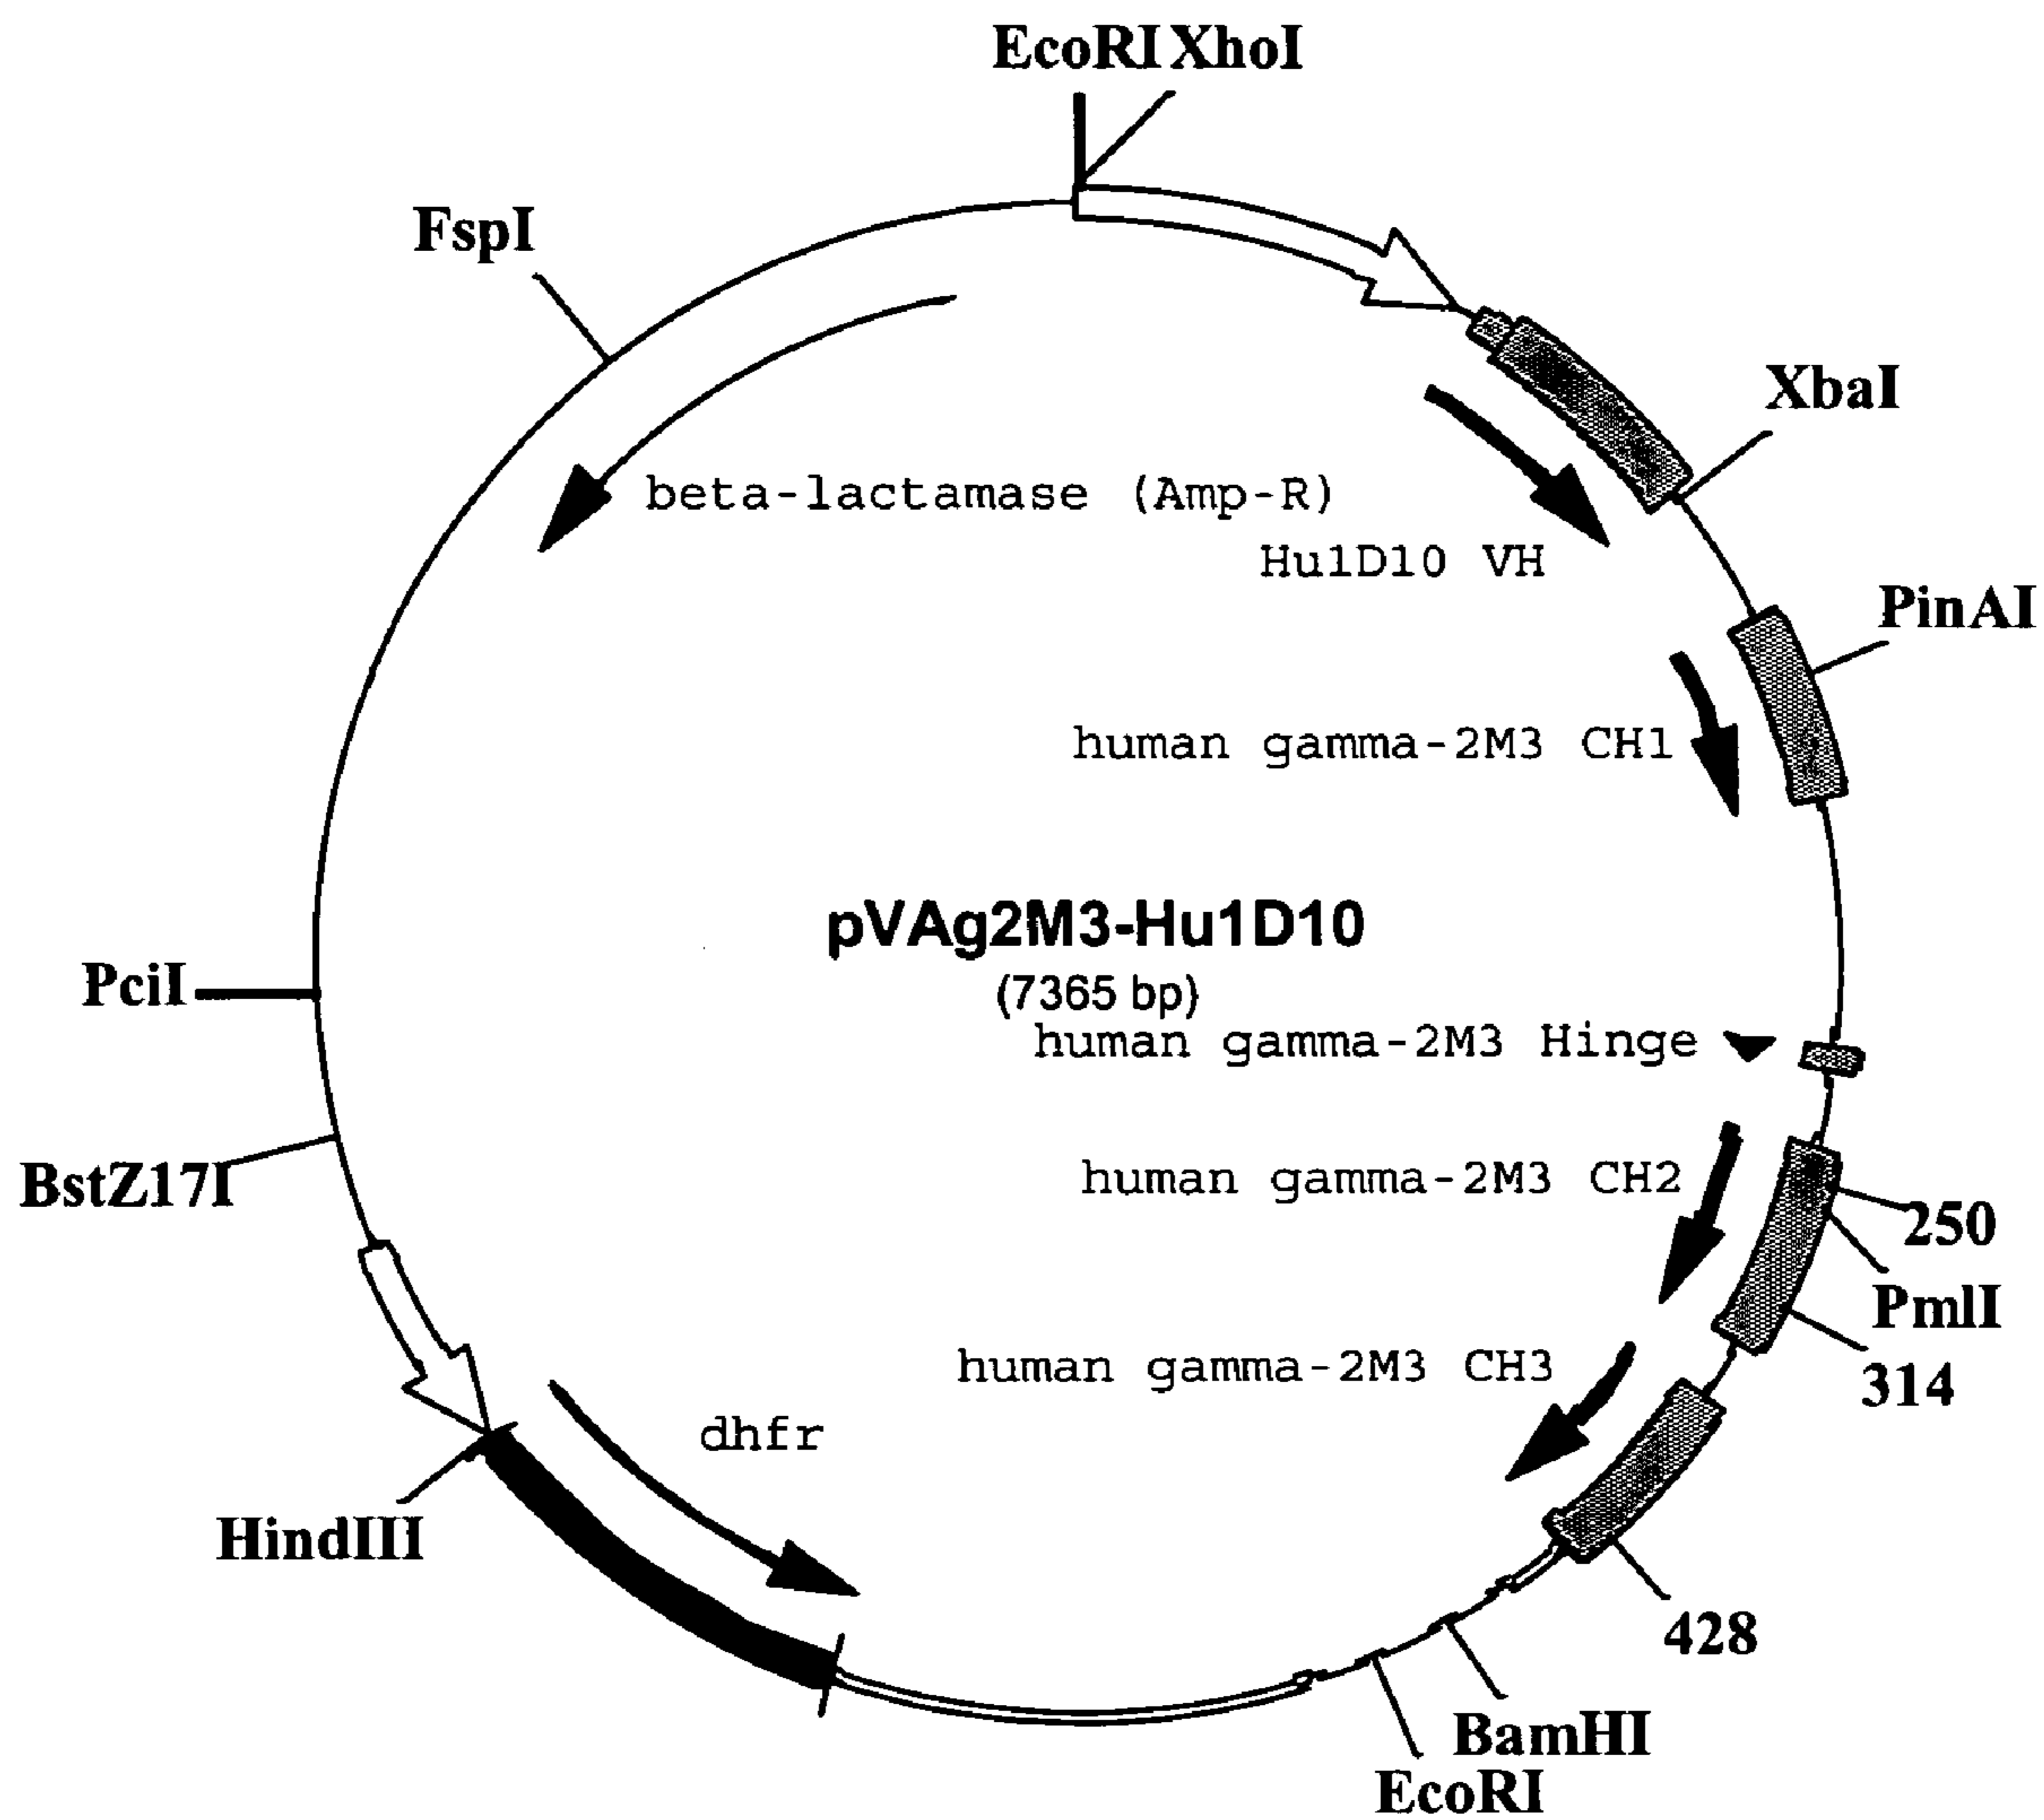 EcoRI XhoI
FspI
XbaI
beta-lactamase (Amp-R)
Hu1D10 VH
PinAI
human gamma-2M3 CH1
pVAg2M3-Hu1D10
(7365 bp)
PciI
human gamma-2M3 Hinge
human gamma-2M3 CH2
BstZ17I
250
PmlI
human gamma-2M3 CH3
314
dhfr
HindIII
428
BamHI
EcoRI